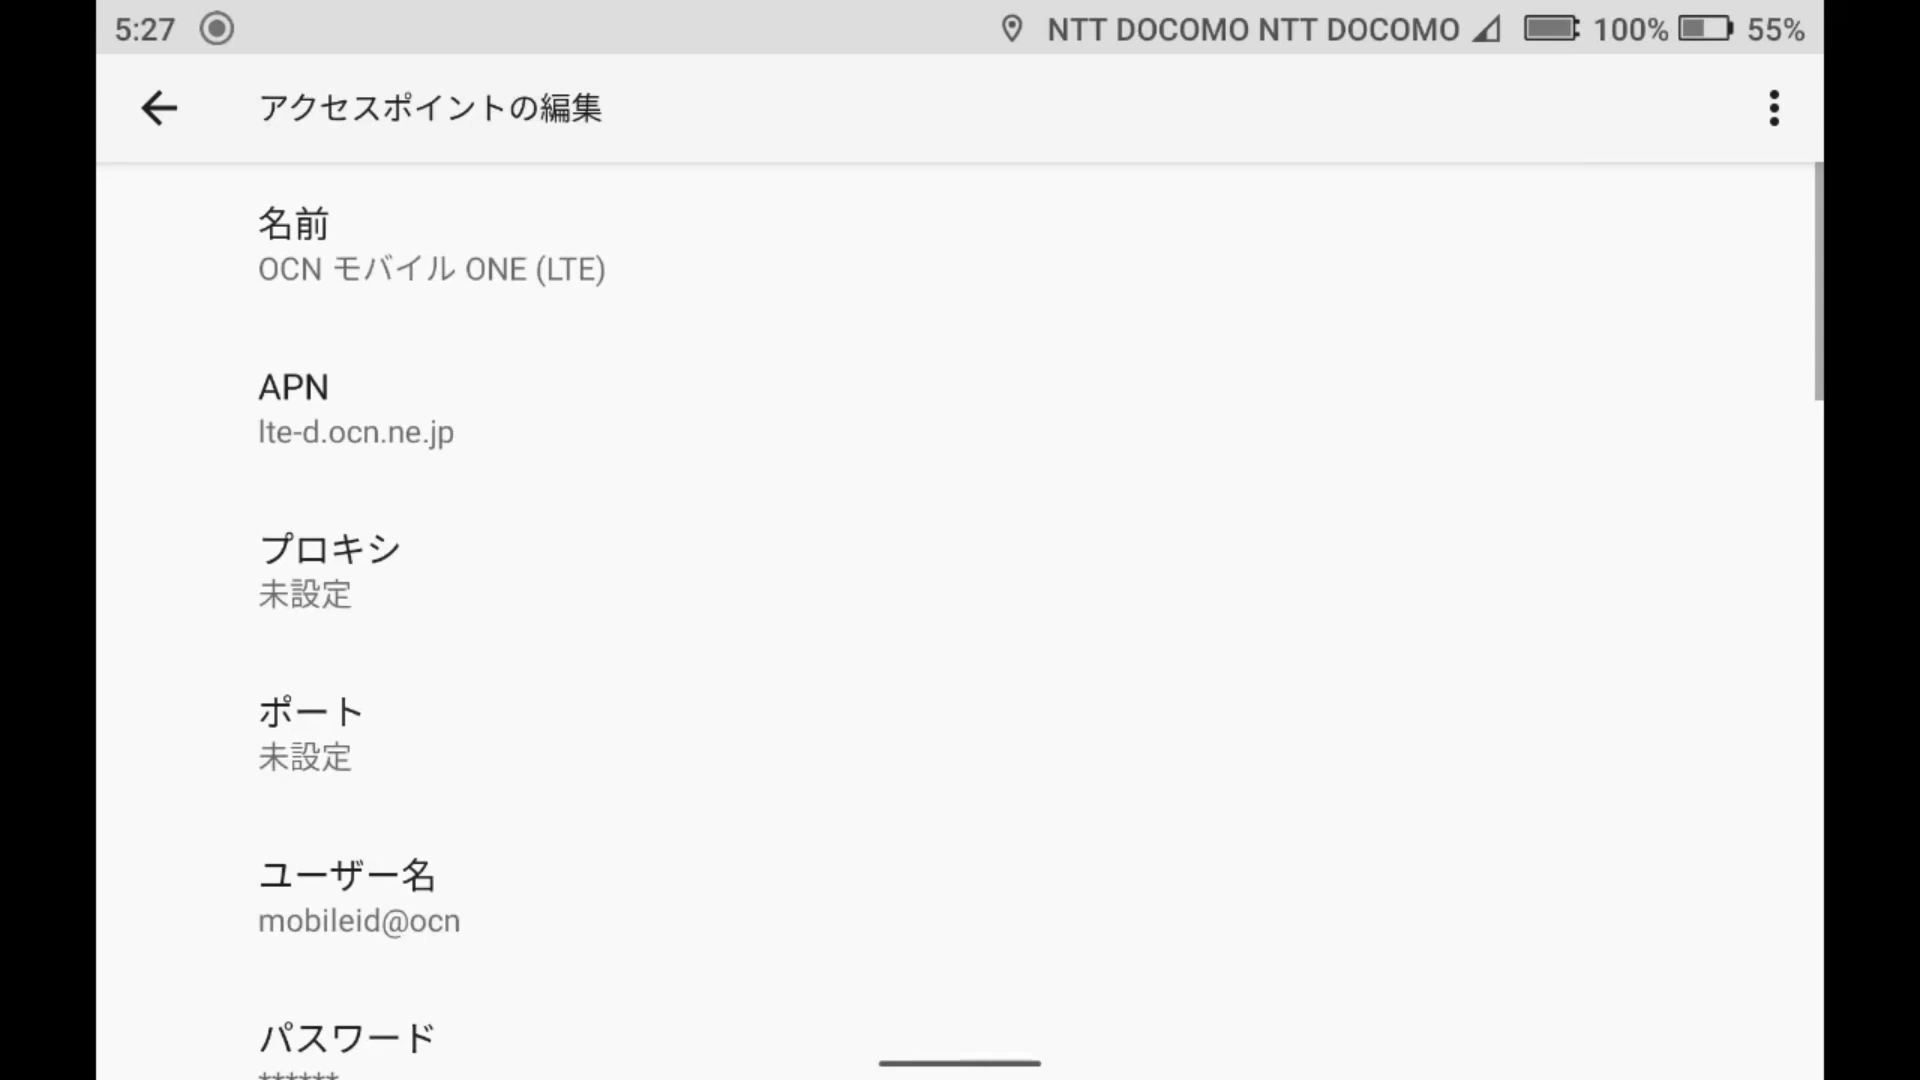 5:27 NTT DOCOMO NTT DOCOMO 100% 55%
アクセスポイントの編集
名前
OCN モバイル ONE (LTE)
APN
lte-d.ocn.ne.jp
プロキシ
未設定
ポート
未設定
ユーザー名
mobileid@ocn
パスワード
******